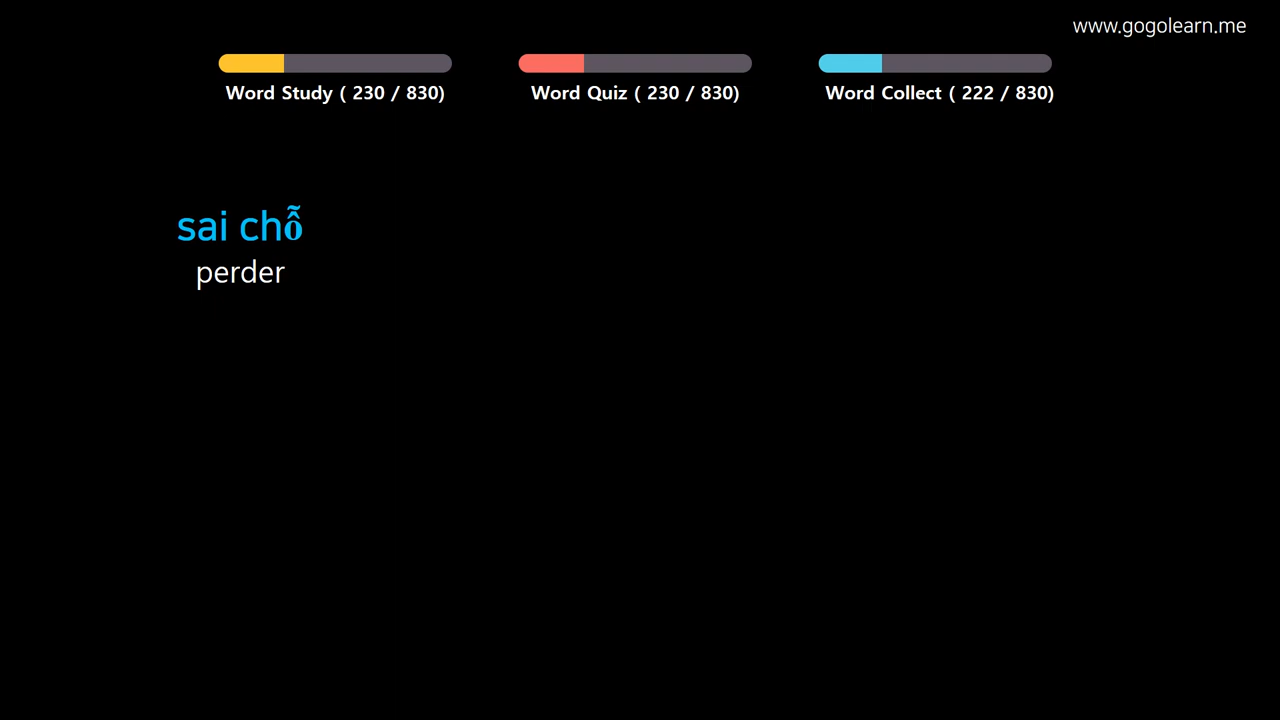 www.gogolearn.me
Word Study ( 230 / 830)
Word Quiz ( 230 / 830)
Word Collect ( 222 / 830)
sai chỗ
perder